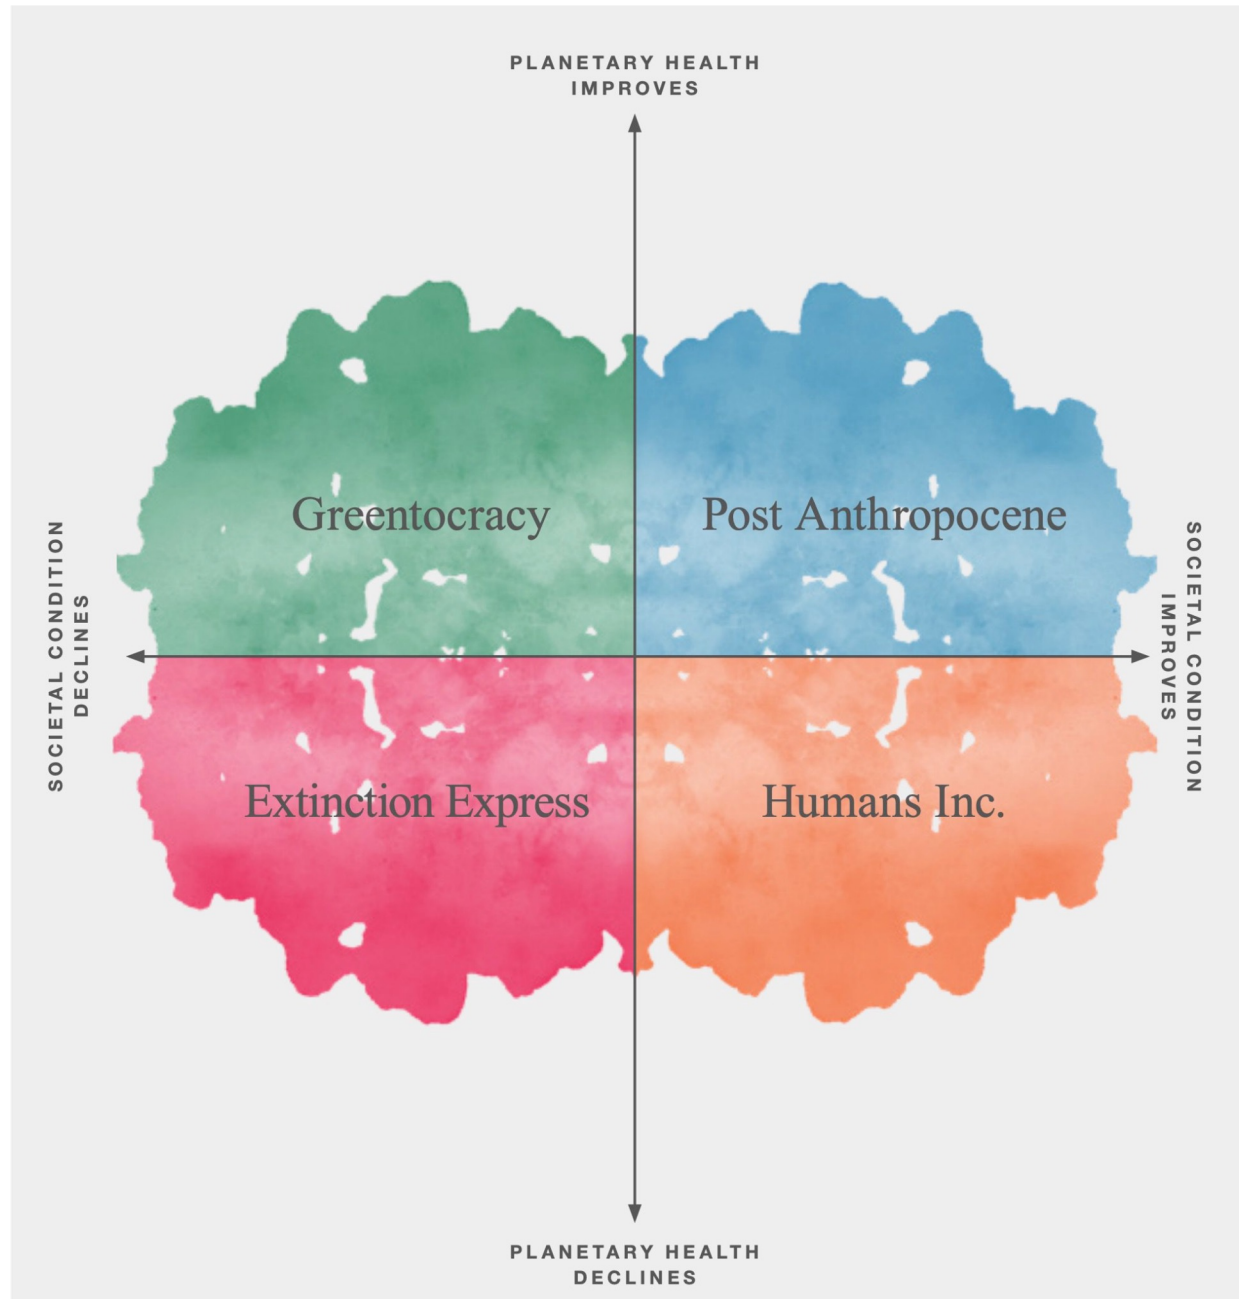 PLANETARY HEALTH
IMPROVES
Greentocracy
Post Anthropocene
SOCIETAL CONDITION
DECLINES
SOCIETAL CONDITION
IMPROVES
Extinction Express
Humans Inc.
PLANETARY HEALTH
DECLINES